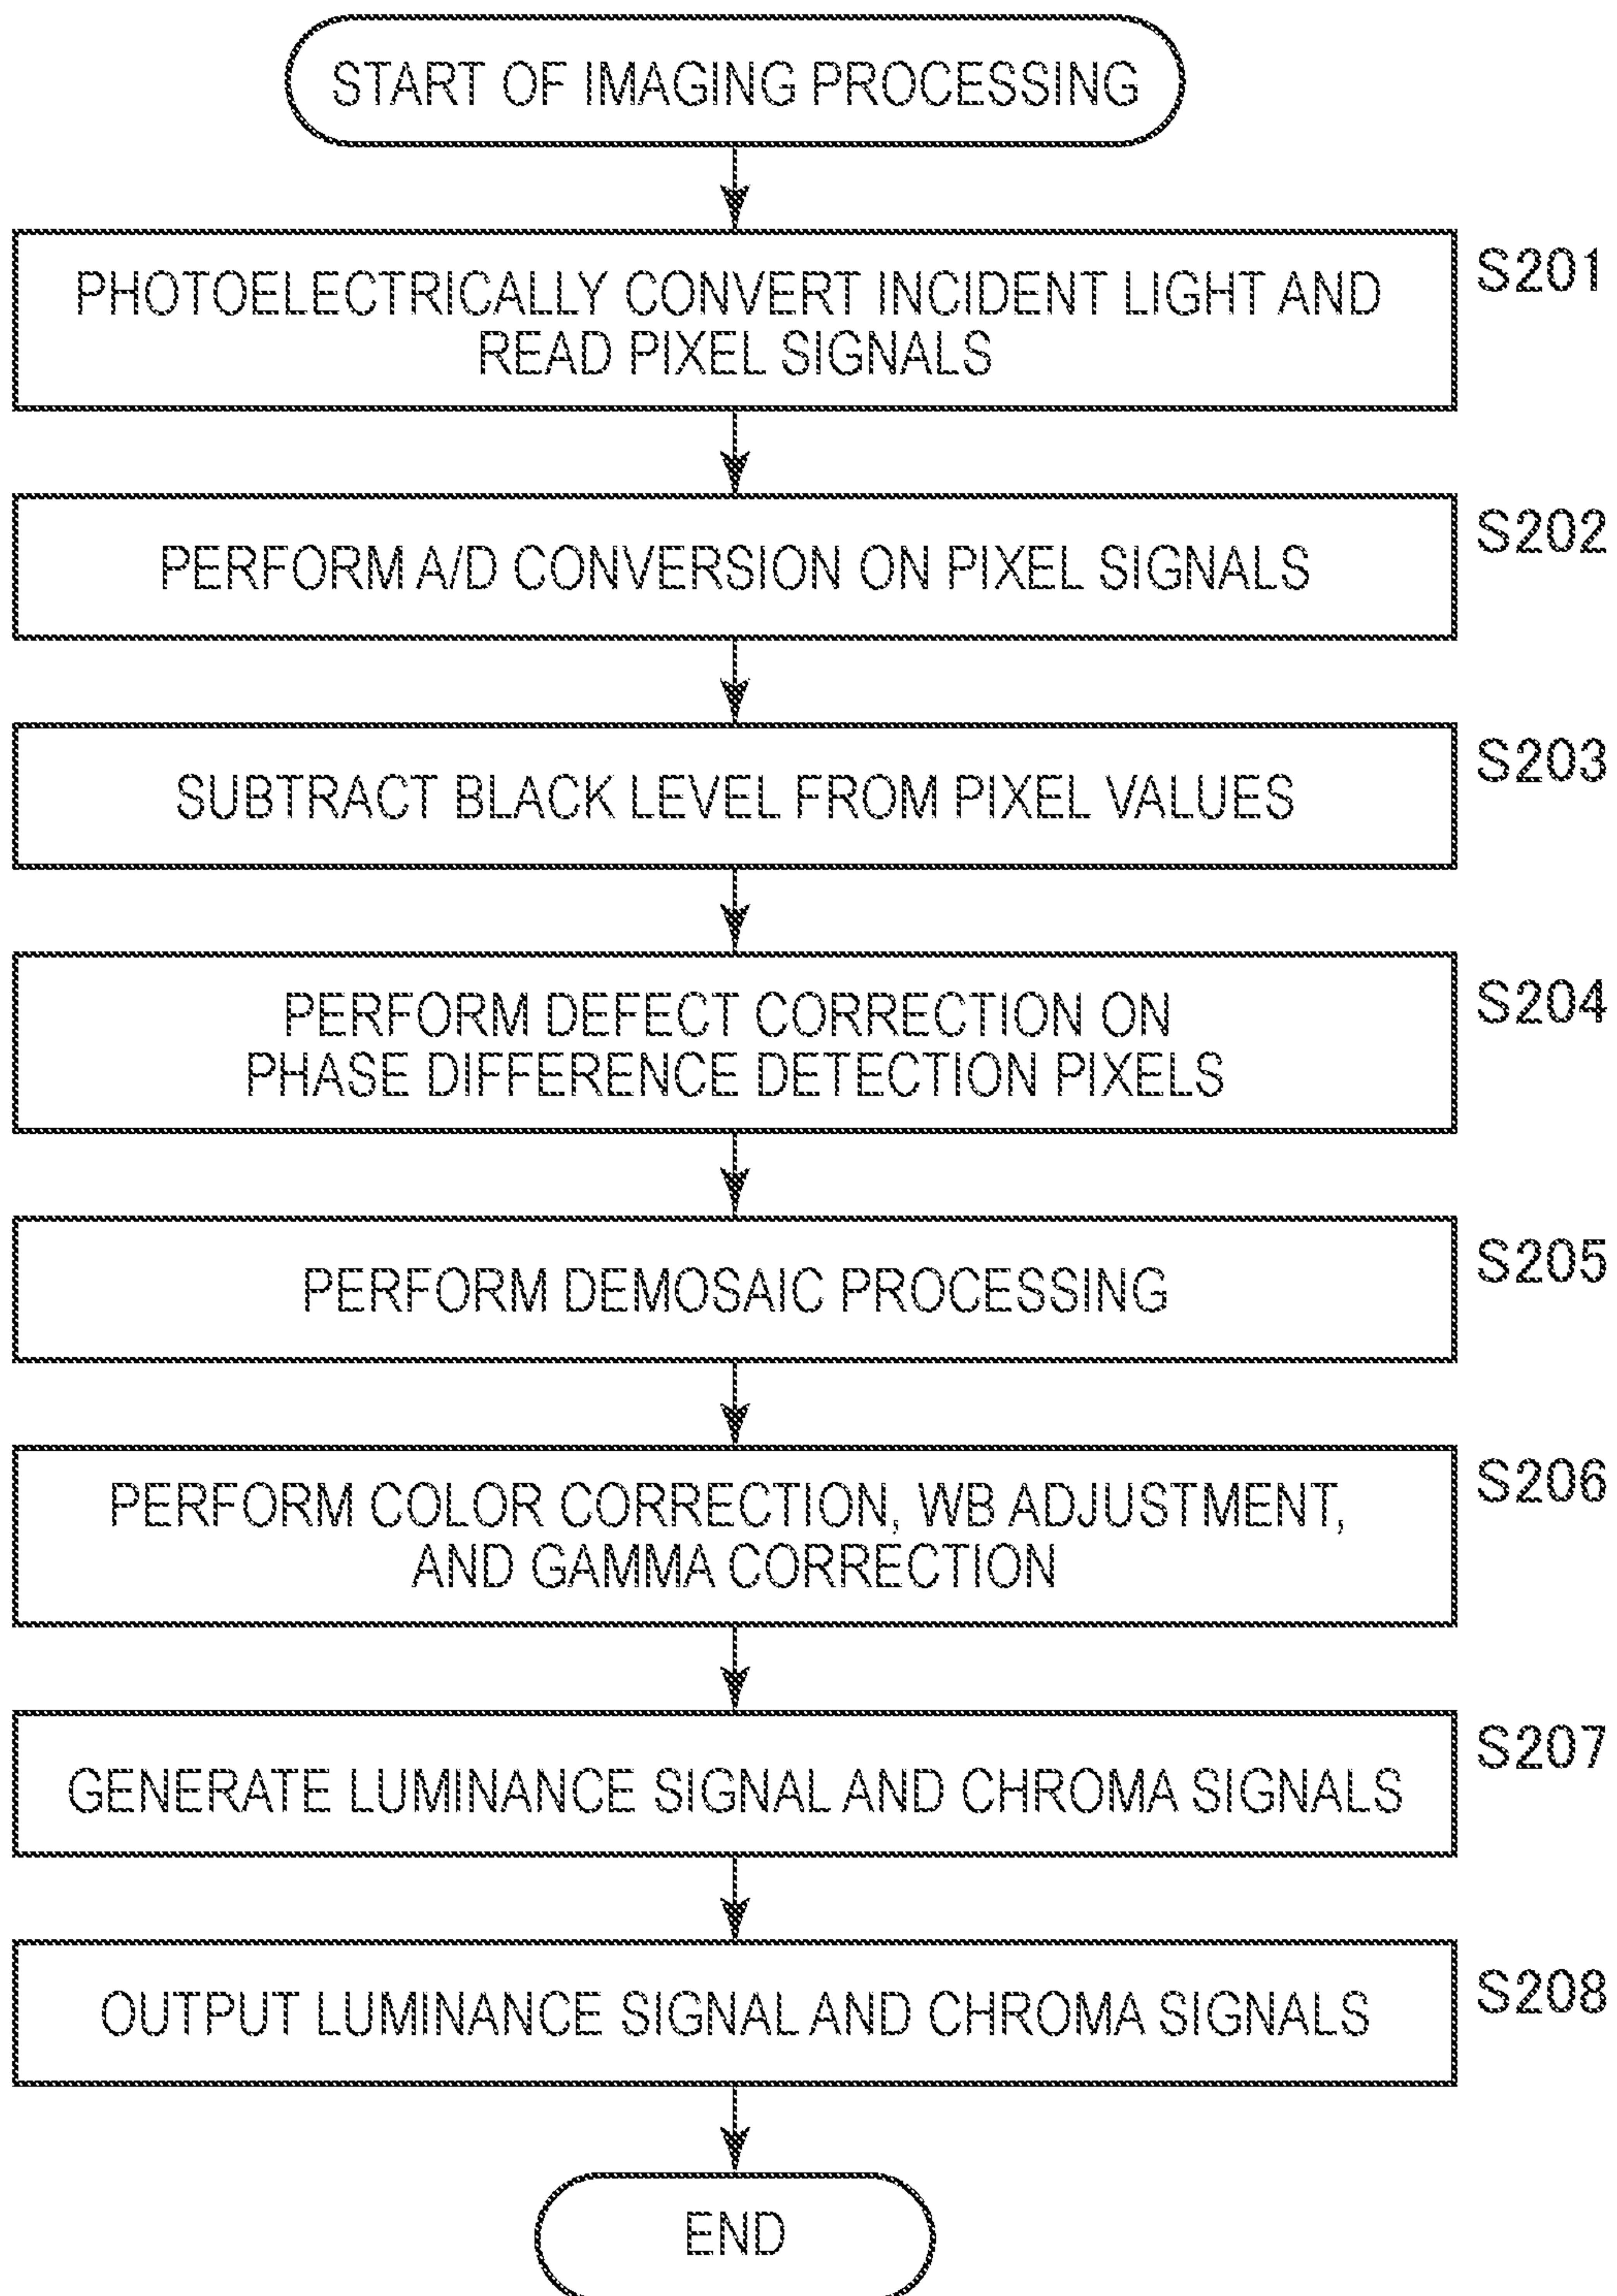 START OF IMAGING PROCESSING
PHOTOELECTRICALLY CONVERT INCIDENT LIGHT AND
READ PIXEL SIGNALS
S201
PERFORM A/D CONVERSION ON PIXEL SIGNALS
S202
SUBTRACT BLACK LEVEL FROM PIXEL VALUES
S203
PERFORM DEFECT CORRECTION ON
PHASE DIFFERENCE DETECTION PIXELS
S204
PERFORM DEMOSAIC PROCESSING
S205
PERFORM COLOR CORRECTION, WB ADJUSTMENT,
AND GAMMA CORRECTION
S206
GENERATE LUMINANCE SIGNAL AND CHROMA SIGNALS
S207
OUTPUT LUMINANCE SIGNAL AND CHROMA SIGNALS
S208
END